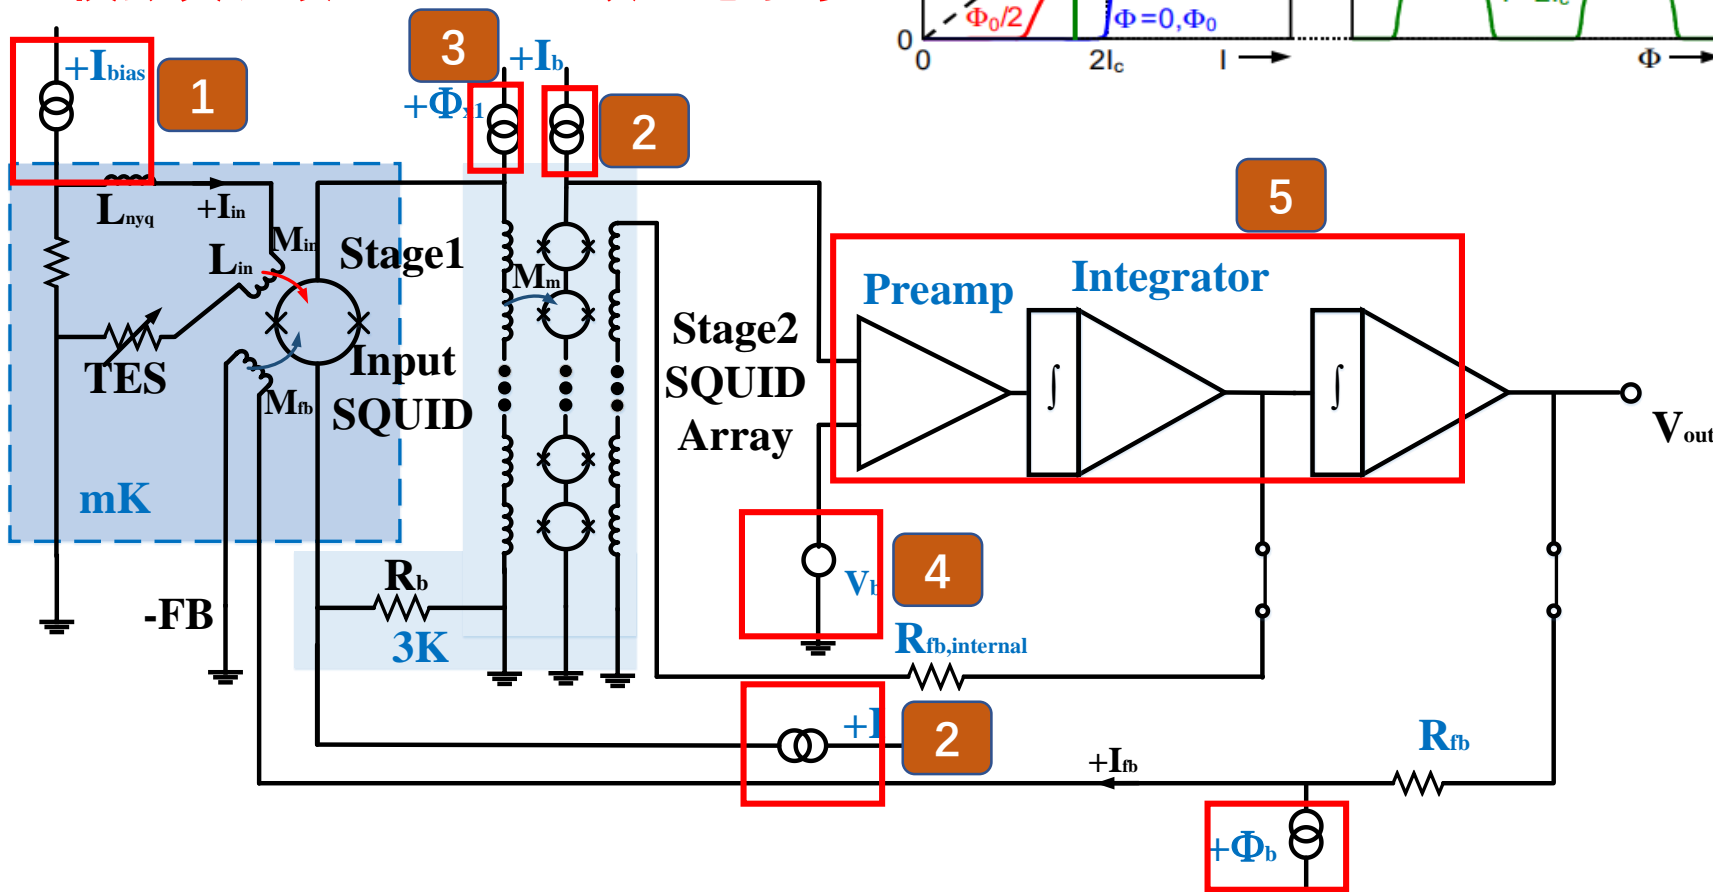 Φ₀/2
Φ=0,Φ₀
0
0
2Ic
I
Φ
+Ibias
1
3
+Ib
+Φx1
2
5
Lnyq
+Iin
Min
Lin
Stage1
Mm
Preamp
Integrator
∫
∫
TES
Input
SQUID
Mfb
Stage2
SQUID
Array
Vout
mK
-FB
Rb
3K
Vb
4
Rfb,internal
+I
2
Rfb
+Ifb
+Φb